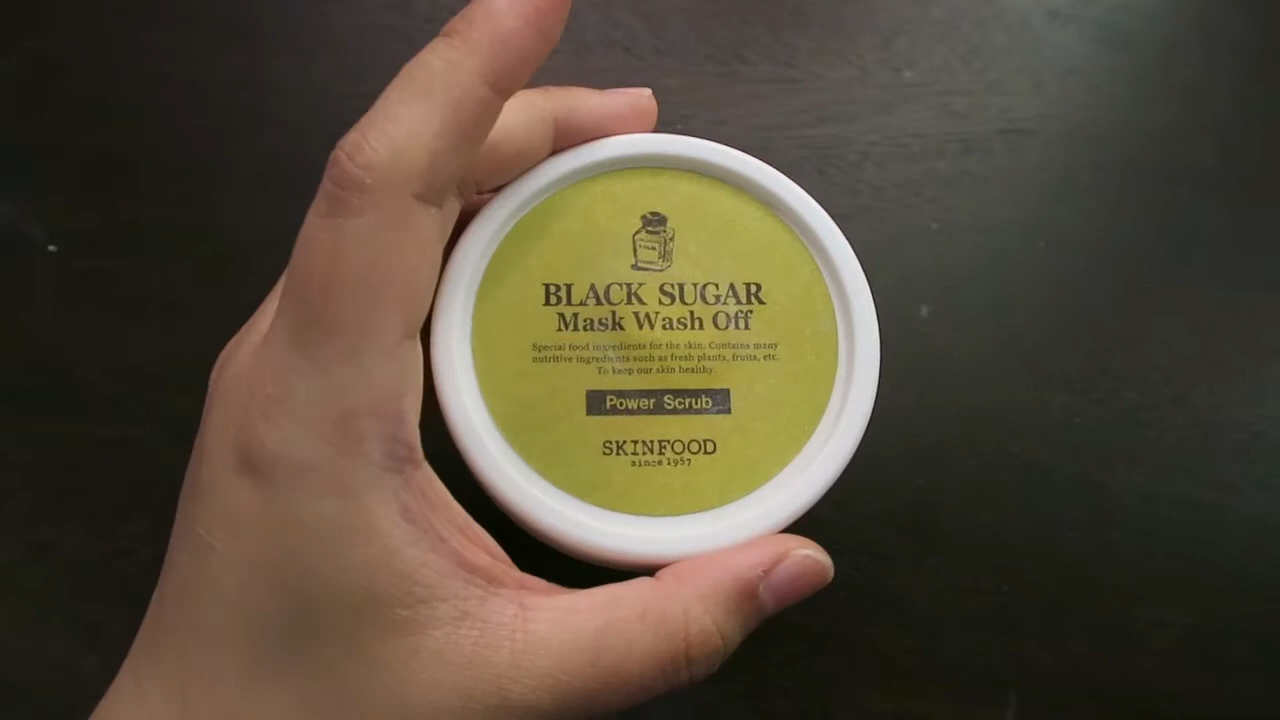 BLACK SUGAR
Mask Wash Off
Special food ingredients for the skin. Contains many
nutritive ingredients such as fresh plants, fruits, etc.
To keep our skin healthy.
Power Scrub
SKINFOOD
since 1957